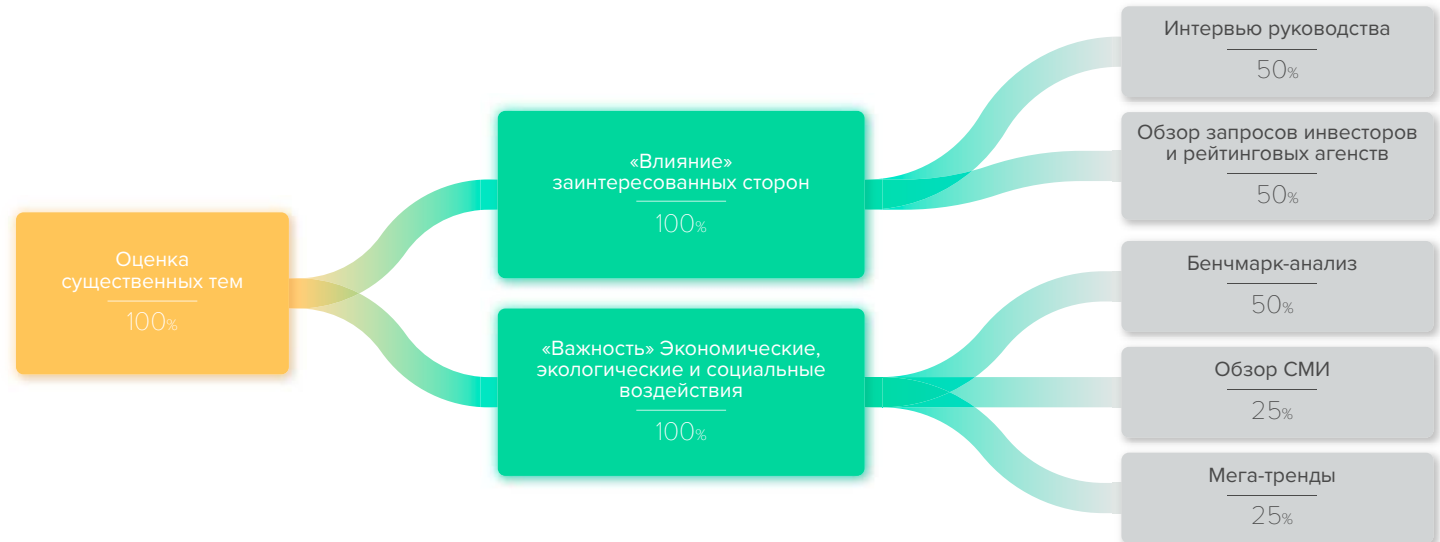 Оценка
существенных тем
100%
«Влияние»
заинтересованных сторон
100%
«Важность» Экономические,
экологические и социальные
воздействия
100%
Интервью руководства
50%
Обзор запросов инвесторов
и рейтинговых агенств
50%
Бенчмарк-анализ
50%
Обзор СМИ
25%
Мега-тренды
25%